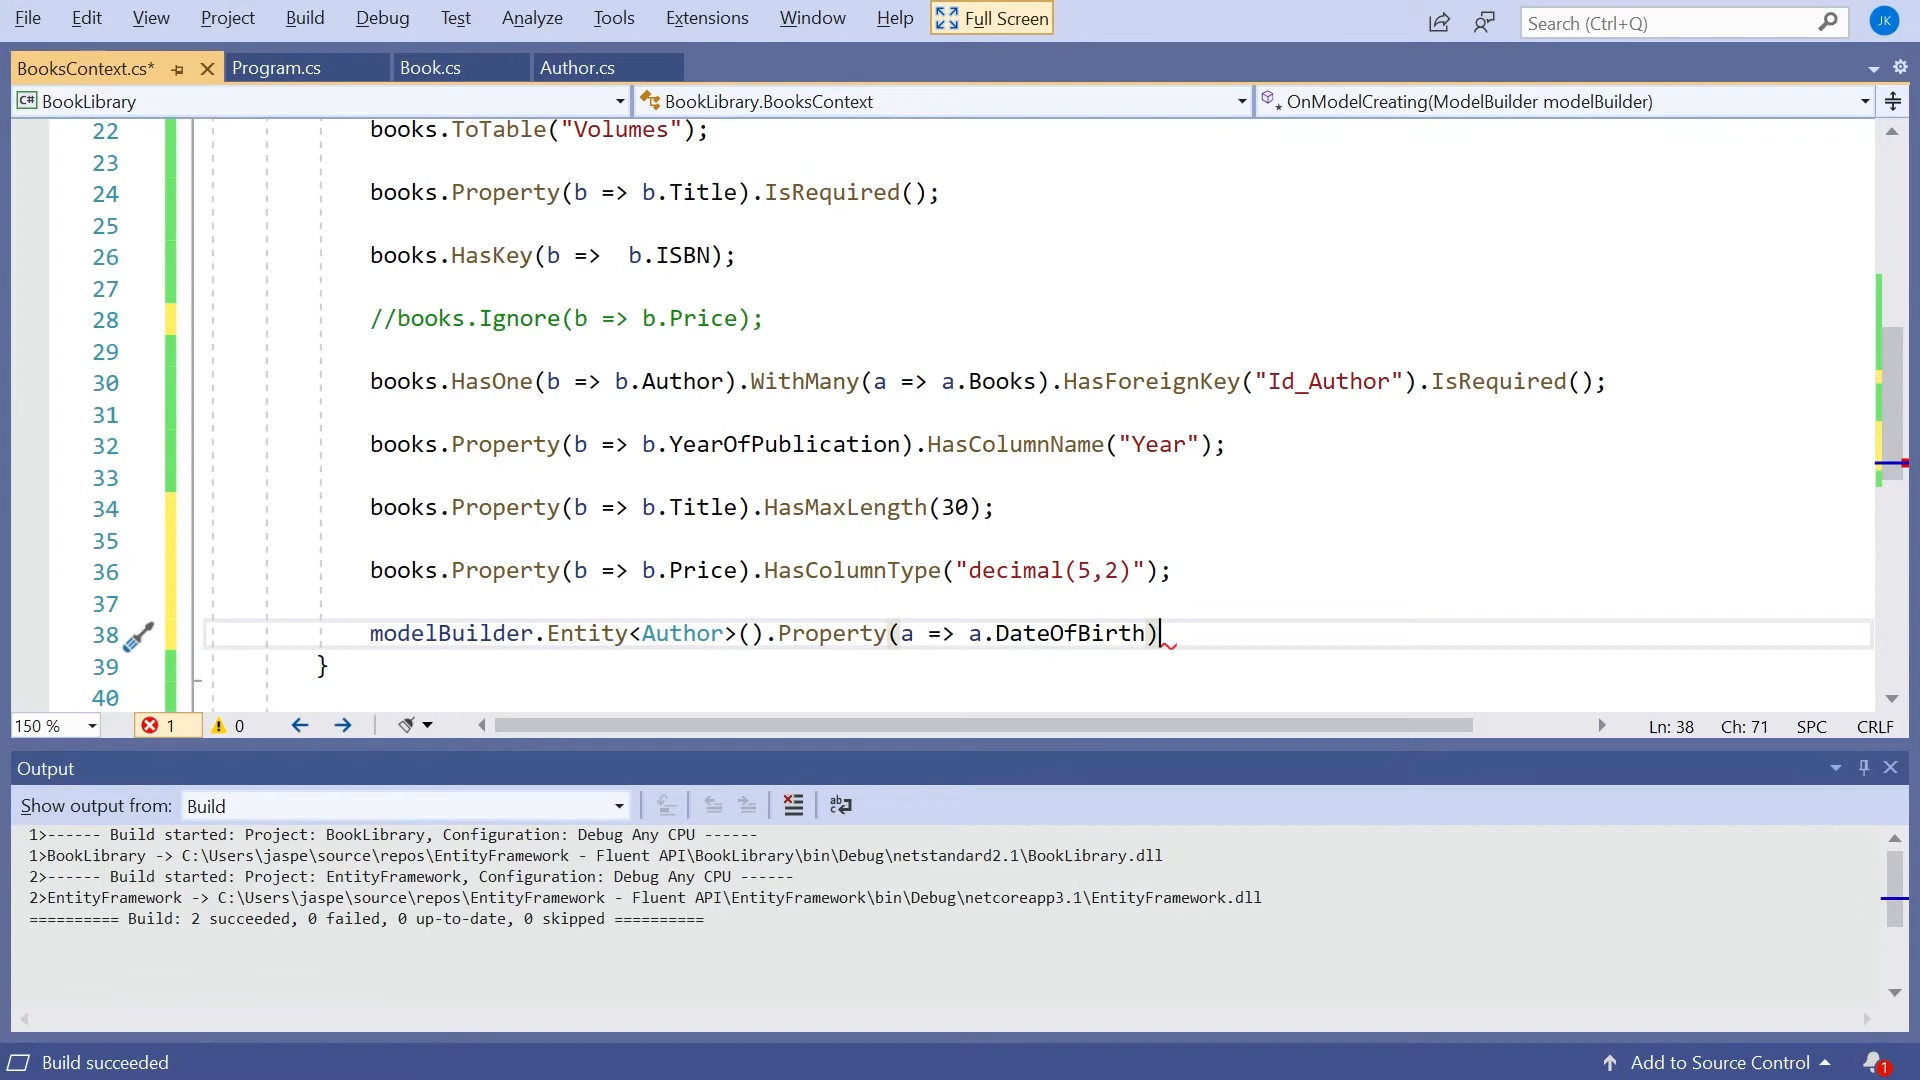 File Edit View Project Build Debug Test Analyze Tools Extensions Window Help Full Screen Search (Ctrl+Q) JK
BooksContext.cs* Program.cs Book.cs Author.cs
C# BookLibrary BookLibrary.BooksContext OnModelCreating(ModelBuilder modelBuilder)
22 books.ToTable("Volumes");
23
24 books.Property(b => b.Title).IsRequired();
25
26 books.HasKey(b =>  b.ISBN);
27
28 //books.Ignore(b => b.Price);
29
30 books.HasOne(b => b.Author).WithMany(a => a.Books).HasForeignKey("Id_Author").IsRequired();
31
32 books.Property(b => b.YearOfPublication).HasColumnName("Year");
33
34 books.Property(b => b.Title).HasMaxLength(30);
35
36 books.Property(b => b.Price).HasColumnType("decimal(5,2)");
37
38 modelBuilder.Entity<Author>().Property(a => a.DateOfBirth)
39 }
40
150 % 1 0 Ln: 38 Ch: 71 SPC CRLF
Output
Show output from: Build
1>------ Build started: Project: BookLibrary, Configuration: Debug Any CPU ------
1>BookLibrary -> C:\Users\jaspe\source\repos\EntityFramework - Fluent API\BookLibrary\bin\Debug\netstandard2.1\BookLibrary.dll
2>------ Build started: Project: EntityFramework, Configuration: Debug Any CPU ------
2>EntityFramework -> C:\Users\jaspe\source\repos\EntityFramework - Fluent API\EntityFramework\bin\Debug\netcoreapp3.1\EntityFramework.dll
========== Build: 2 succeeded, 0 failed, 0 up-to-date, 0 skipped ==========
Build succeeded Add to Source Control 1